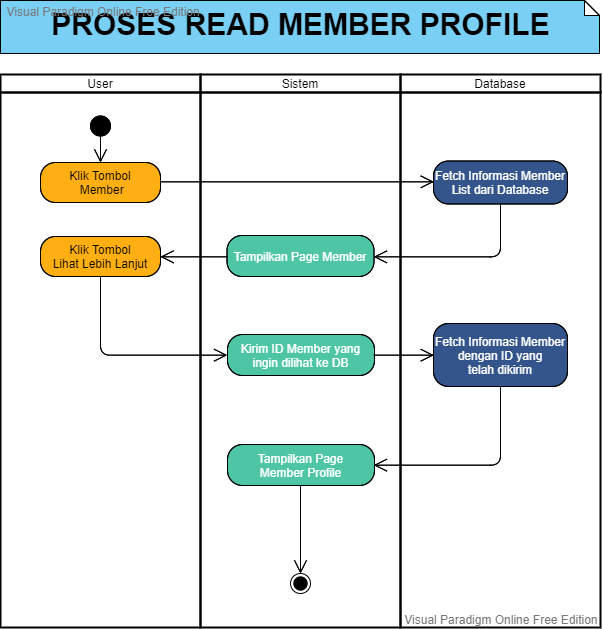 Visual Paradigm Online Free Edition
PROSES READ MEMBER PROFILE
User
Sistem
Database
Klik Tombol
Member
Fetch Informasi Member
List dari Database
Klik Tombol
Lihat Lebih Lanjut
Tampilkan Page Member
Kirim ID Member yang
ingin dilihat ke DB
Fetch Informasi Member
dengan ID yang
telah dikirim
Tampilkan Page
Member Profile
Visual Paradigm Online Free Edition